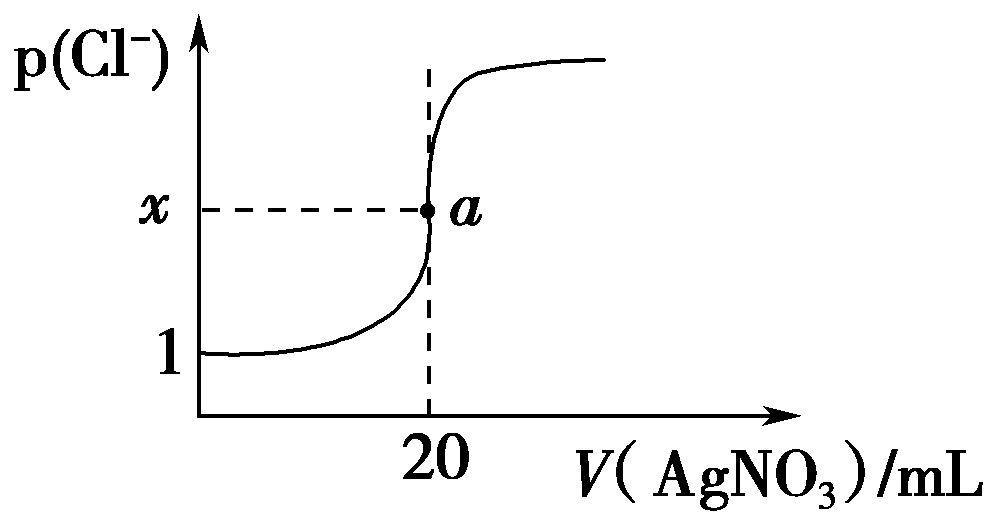 p(Cl⁻)
x
a
1
20
V(AgNO₃)/mL